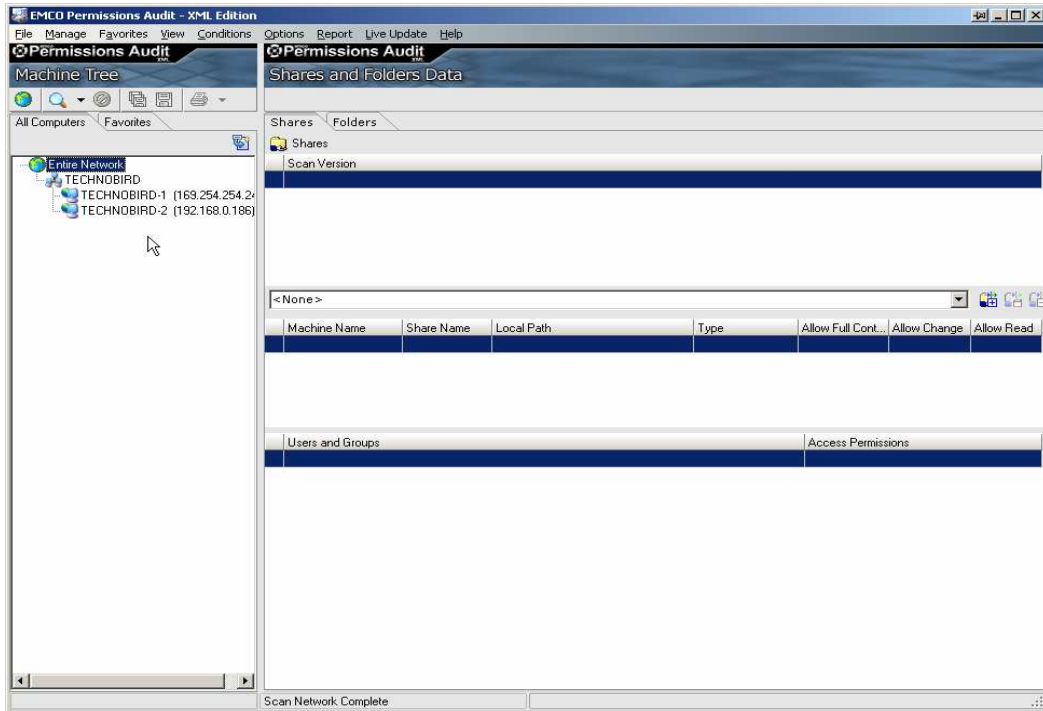 EMCO Permissions Audit - XML Edition
File Manage Favorites View Conditions Options Report Live Update Help
Permissions Audit
XML
Machine Tree
All Computers Favorites
Entire Network
TECHNOBIRD
TECHNOBIRD-1 (169.254.254.24
TECHNOBIRD-2 (192.168.0.186)
Permissions Audit
XML
Shares and Folders Data
Shares Folders
Shares
Scan Version
<None>
Machine Name Share Name Local Path Type Allow Full Cont... Allow Change Allow Read
Users and Groups Access Permissions
Scan Network Complete